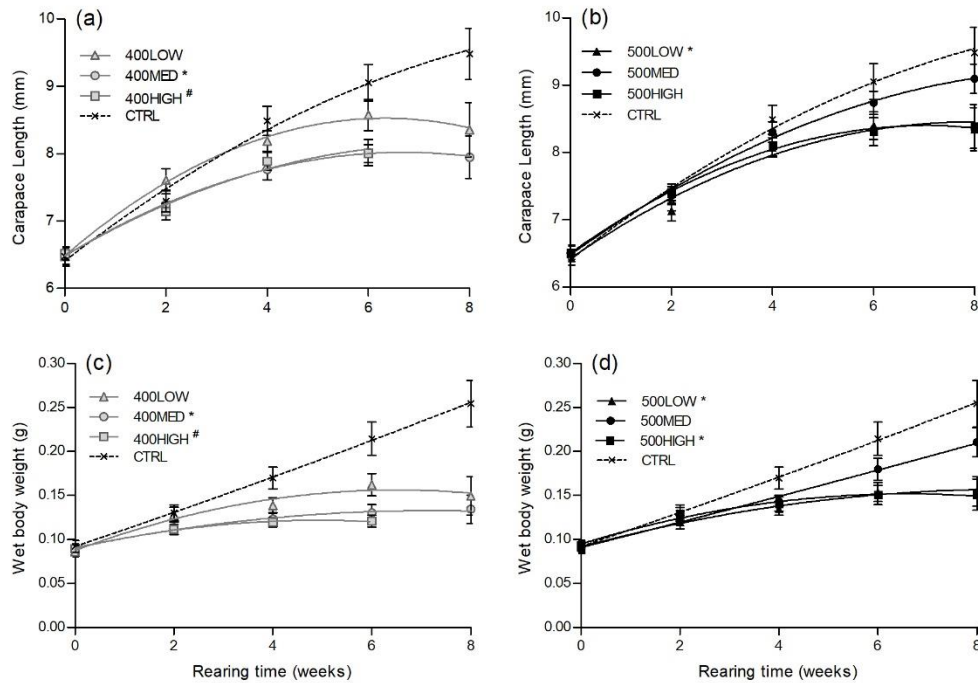 (a)
10
9
8
7
6
Carapace Length (mm)
400LOW
400MED *
400HIGH #
CTRL
0 2 4 6 8
(b)
10
9
8
7
6
Carapace Length (mm)
500LOW *
500MED
500HIGH
CTRL
0 2 4 6 8
(c)
0.30
0.25
0.20
0.15
0.10
0.05
0.00
Wet body weight (g)
400LOW
400MED *
400HIGH #
CTRL
0 2 4 6 8
Rearing time (weeks)
(d)
0.30
0.25
0.20
0.15
0.10
0.05
0.00
Wet body weight (g)
500LOW *
500MED
500HIGH *
CTRL
0 2 4 6 8
Rearing time (weeks)